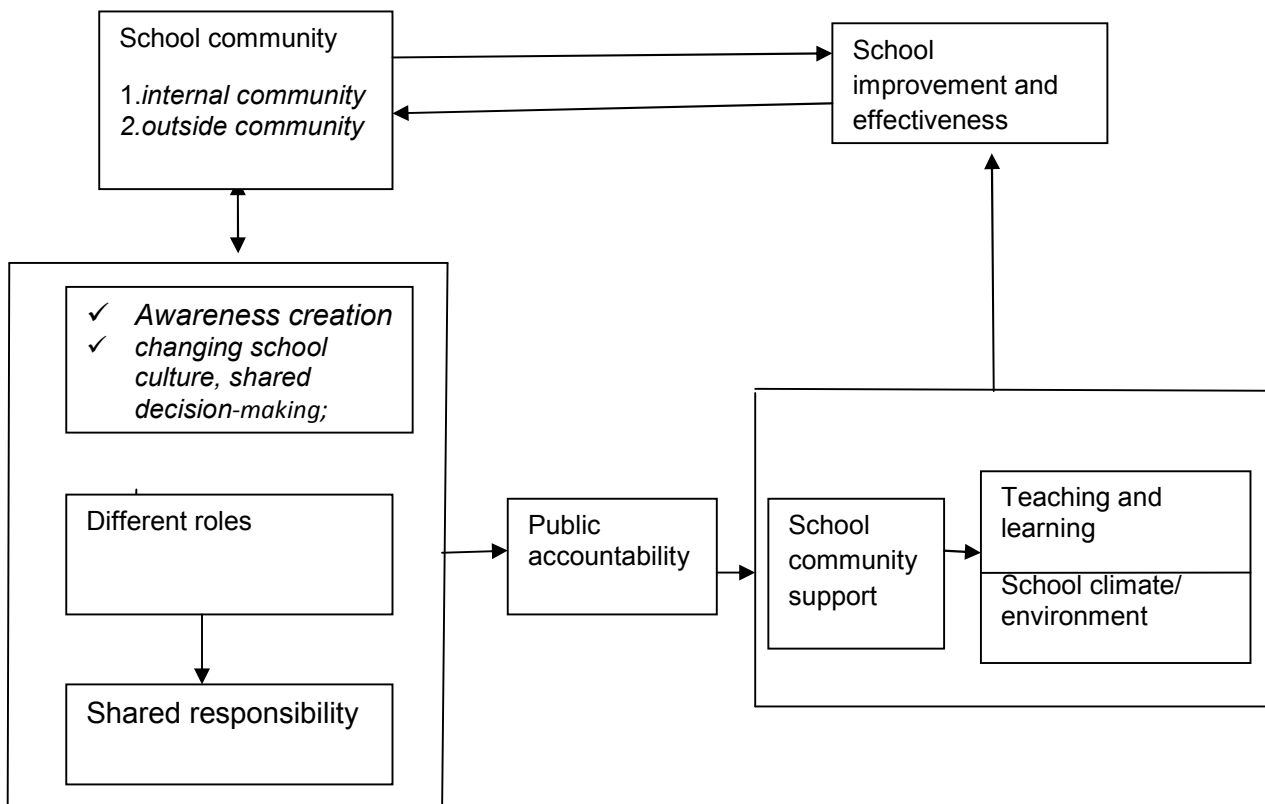 School community
1.internal community
2.outside community
School
improvement and
effectiveness
✓ Awareness creation
✓ changing school
culture, shared
decision-making;
Different roles
Shared responsibility
Public
accountability
School
community
support
Teaching and
learning
School climate/
environment